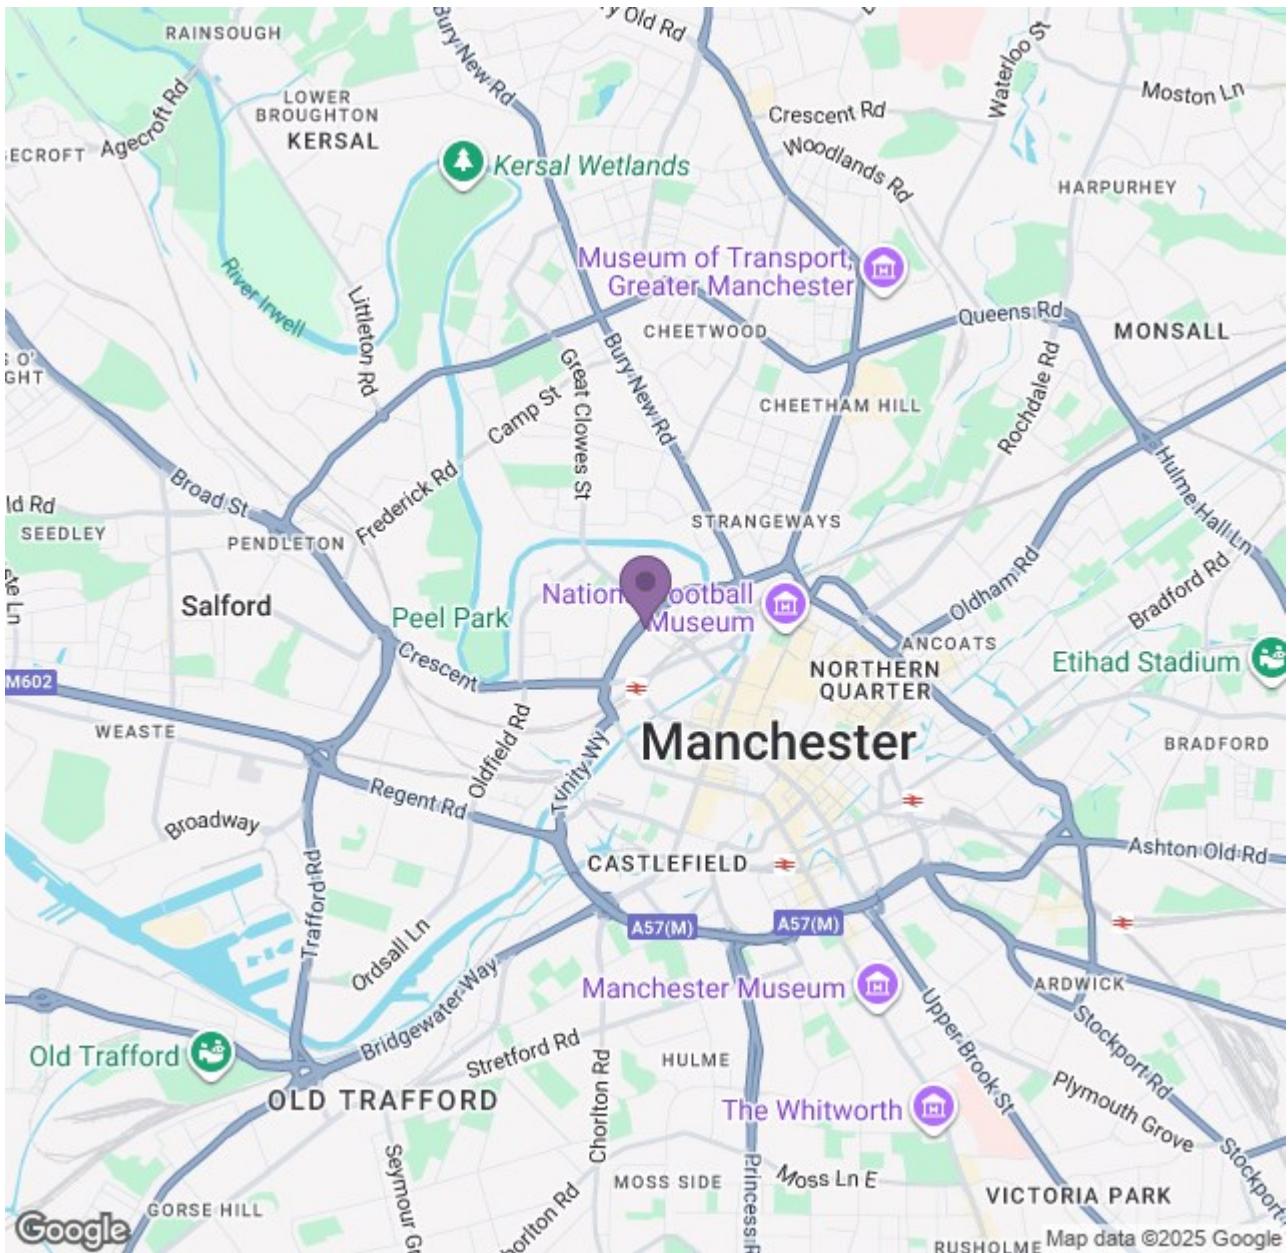 RAINSOUGH
Bury New Rd
Old Rd
Waterloo St
Moston Ln
LOWER
BROUGHTON
KERSAL
Agecroft Rd
Crescent Rd
Woodlands Rd
Kersal Wetlands
HARPURHEY
River Irwell
Littleton Rd
Museum of Transport,
Greater Manchester
CHEETWOOD
Queens Rd
MONSALL
Great Clowes St
Bury New Rd
Camp St
CHEETHAM HILL
Rochdale Rd
Hulme Hall Ln
Broad St
Frederick Rd
ld Rd
SEEDLEY
PENDLETON
STRANGEWAYS
Oldham Rd
Bradford Rd
Salford
Peel Park
Museum
ANCOATS
Crescent
NORTHERN
QUARTER
Etihad Stadium
M602
WEASTE
Oldfield Rd
Trinity Wy
Manchester
BRADFORD
Regent Rd
Broadway
Trafford Rd
CASTLEFIELD
Ashton Old Rd
A57(M)
A57(M)
Ordsall Ln
Bridgewater Way
Manchester Museum
ARDWICK
Upper Brook St
Stockport Rd
Old Trafford
Stretford Rd
HULME
OLD TRAFFORD
Chorlton Rd
The Whitworth
Plymouth Grove
Stockport
Seymour Gr
MOSS SIDE
Princess R
Moss Ln E
VICTORIA PARK
GORSE HILL
horlton Rd
RUSHOLME
Google
Map data ©2025 Google